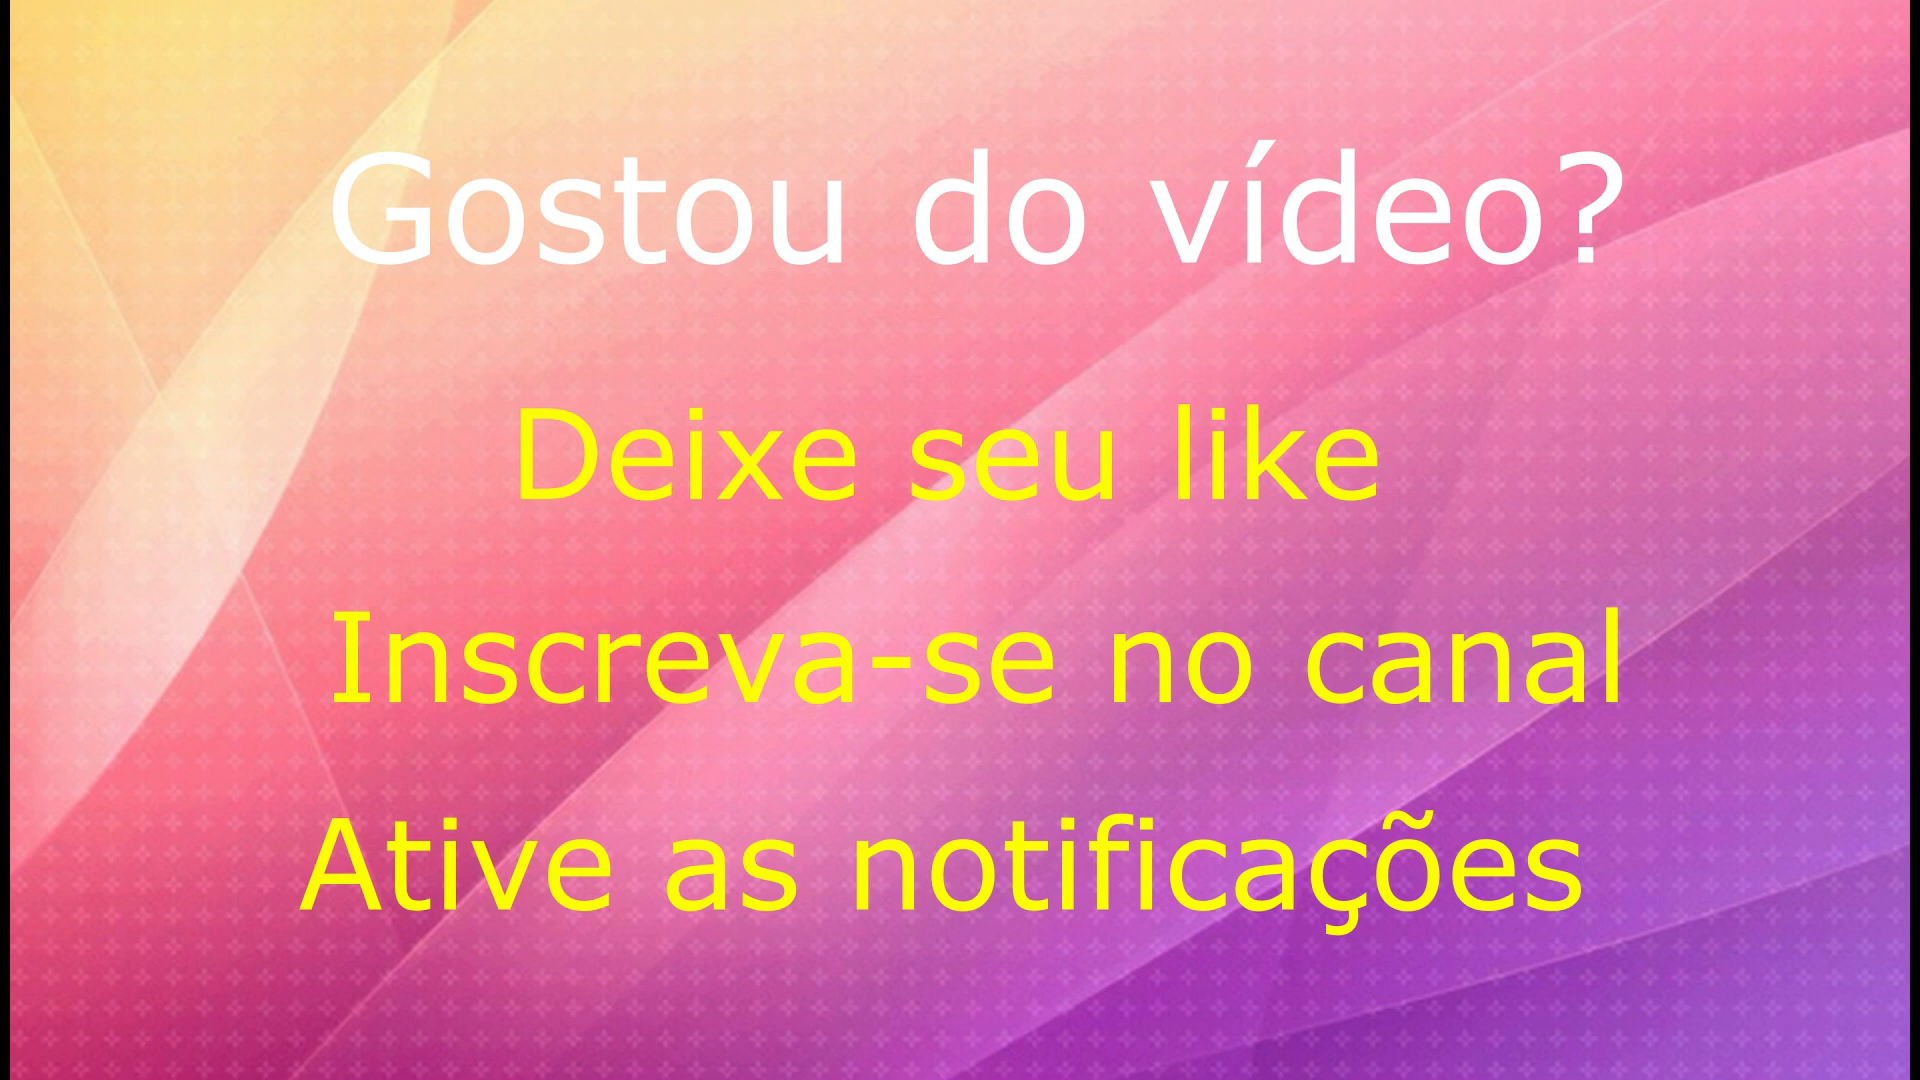 Gostou do vídeo?
Deixe seu like
Inscreva-se no canal
Ative as notificações